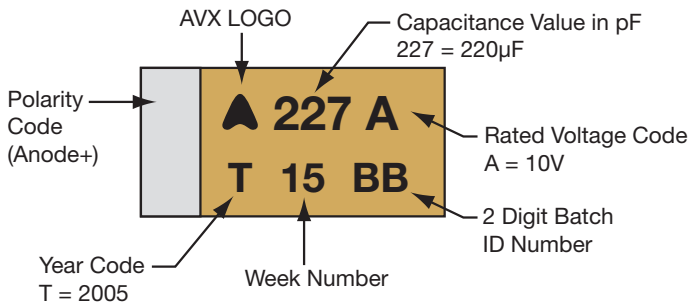 AVX LOGO
Capacitance Value in pF
227 = 220µF
Polarity
Code
(Anode+)
227 A
Rated Voltage Code
A = 10V
T 15 BB
2 Digit Batch
ID Number
Year Code
T = 2005
Week Number